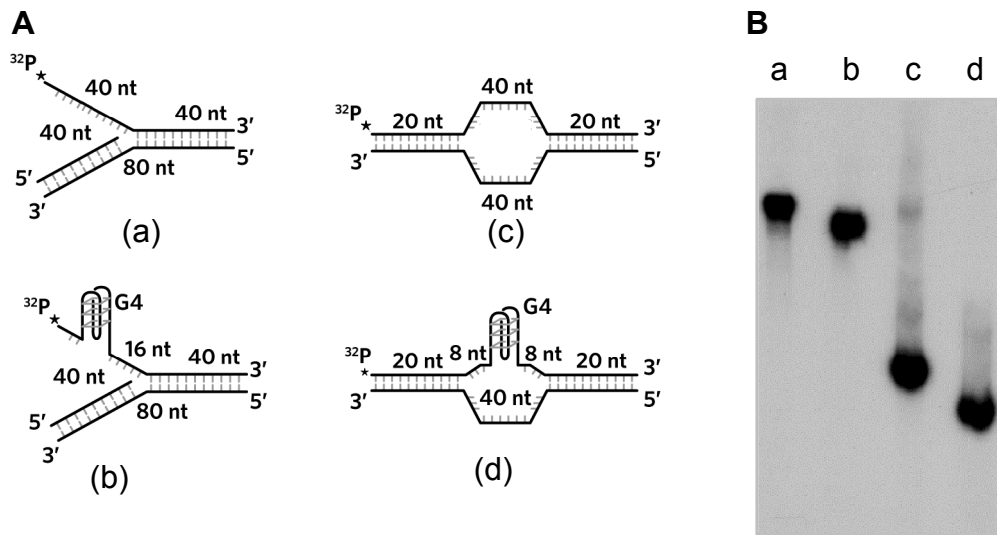 A
³²P
40 nt
40 nt
3′
40 nt
80 nt
5′
5′
3′
(a)
³²P
G4
16 nt
40 nt
3′
40 nt
80 nt
5′
5′
3′
(b)
40 nt
³²P
20 nt
20 nt
3′
3′
5′
40 nt
(c)
G4
³²P
20 nt
8 nt
8 nt
20 nt
3′
3′
40 nt
5′
(d)
B
a b c d